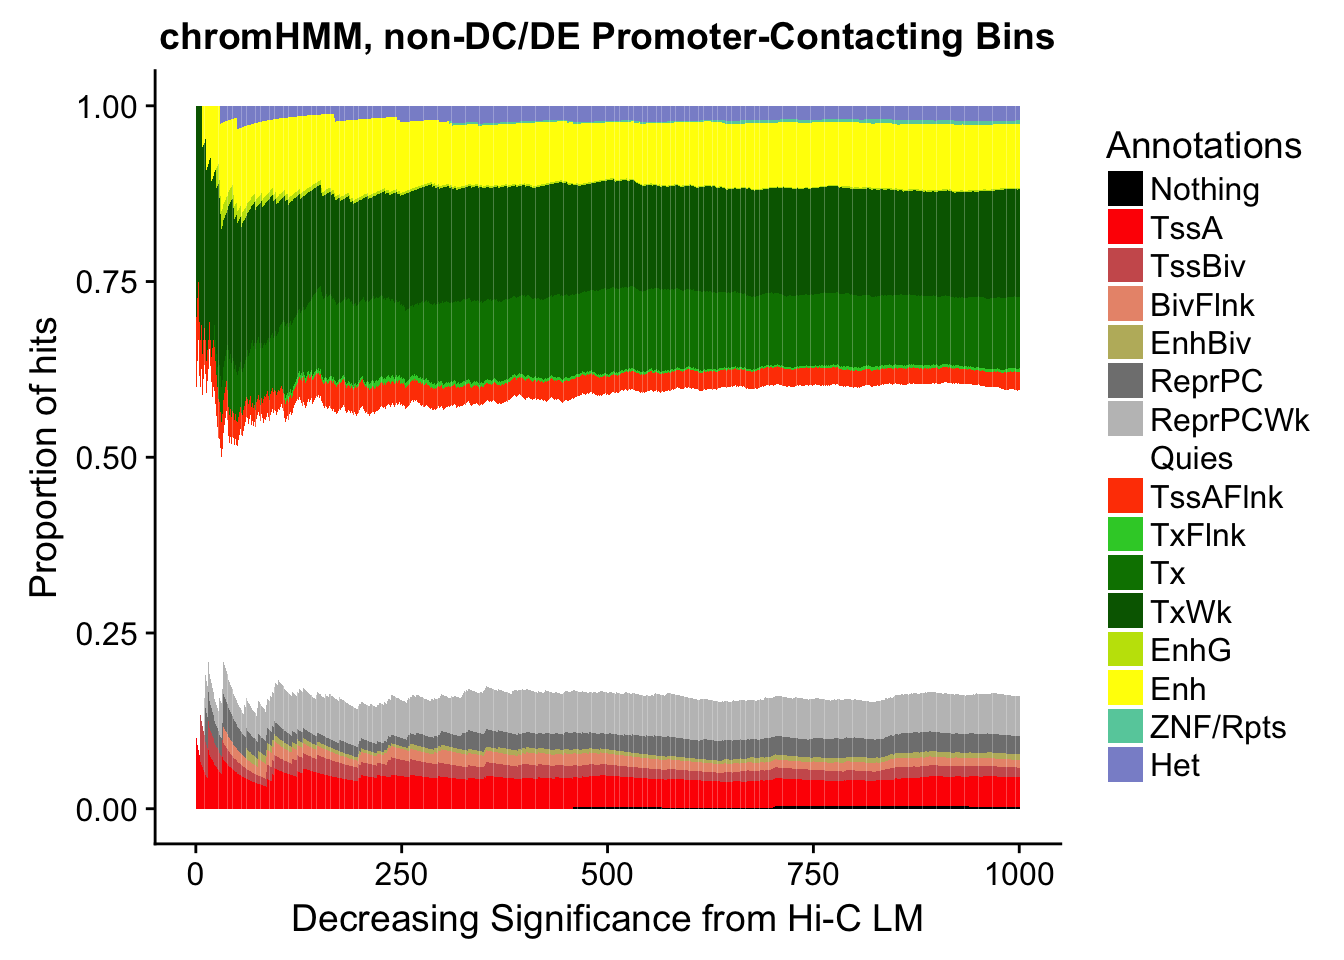 chromHMM, non-DC/DE Promoter-Contacting Bins
Proportion of hits
1.00
0.75
0.50
0.25
0.00
0
250
500
750
1000
Decreasing Significance from Hi-C LM
Annotations
Nothing
TssA
TssBiv
BivFlnk
EnhBiv
ReprPC
ReprPCWk
Quies
TssAFlnk
TxFlnk
Tx
TxWk
EnhG
Enh
ZNF/Rpts
Het